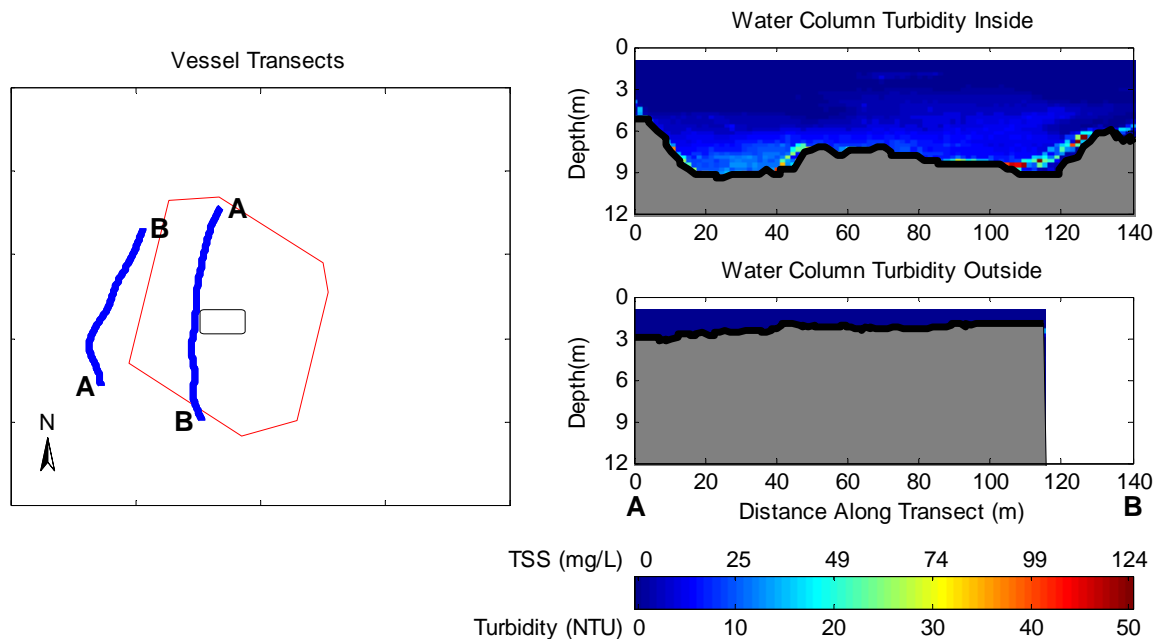 Vessel Transects
A
B
B
A
A
B
N
Water Column Turbidity Inside
Depth(m)
0
3
6
9
12
0 20 40 60 80 100 120 140
Water Column Turbidity Outside
Depth(m)
0
3
6
9
12
0 20 40 60 80 100 120 140
A Distance Along Transect (m) B
TSS (mg/L) 0 25 49 74 99 124
Turbidity (NTU) 0 10 20 30 40 50